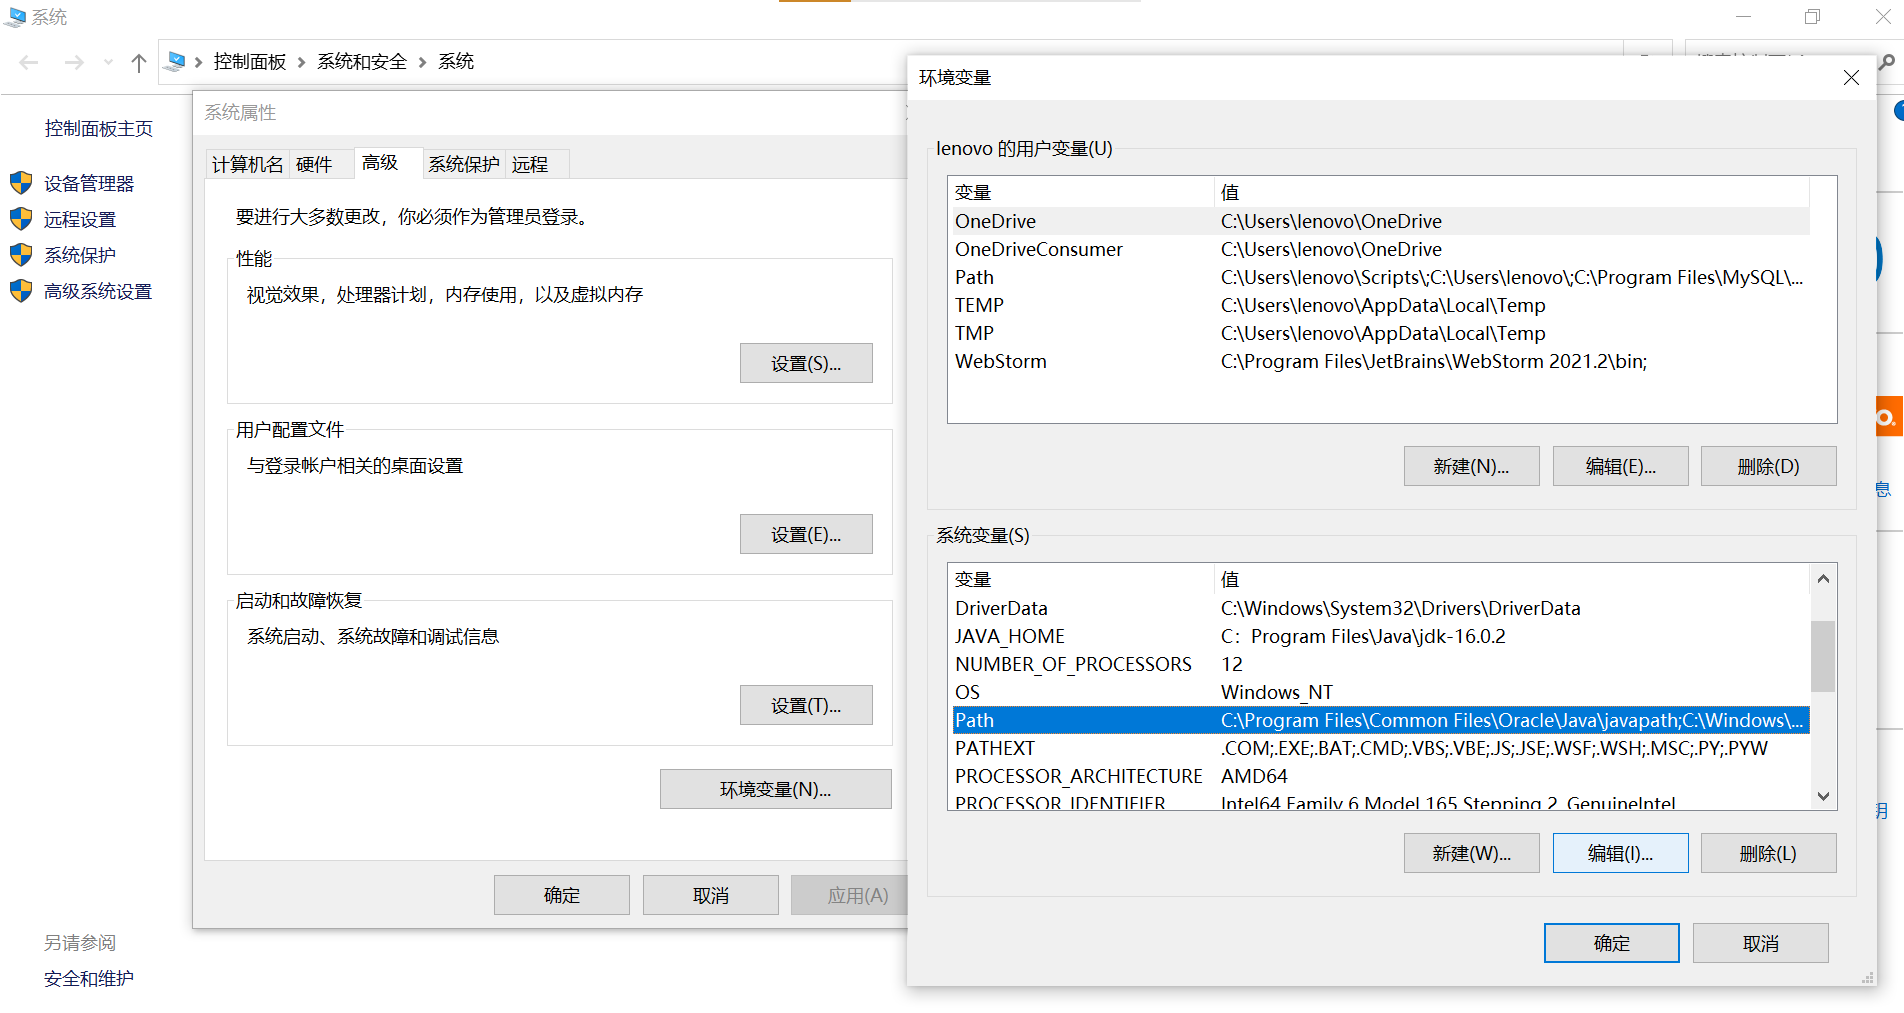 系统
控制面板 系统和安全 系统
控制面板主页
设备管理器
远程设置
系统保护
高级系统设置
另请参阅
安全和维护
系统属性
计算机名 硬件 高级 系统保护 远程
要进行大多数更改，你必须作为管理员登录。
性能
视觉效果，处理器计划，内存使用，以及虚拟内存
设置(S)...
用户配置文件
与登录帐户相关的桌面设置
设置(E)...
启动和故障恢复
系统启动、系统故障和调试信息
设置(T)...
环境变量(N)...
确定 取消 应用(A)
环境变量
lenovo 的用户变量(U)
变量 值
OneDrive C:\Users\lenovo\OneDrive
OneDriveConsumer C:\Users\lenovo\OneDrive
Path C:\Users\lenovo\Scripts\;C:\Users\lenovo\;C:\Program Files\MySQL\...
TEMP C:\Users\lenovo\AppData\Local\Temp
TMP C:\Users\lenovo\AppData\Local\Temp
WebStorm C:\Program Files\JetBrains\WebStorm 2021.2\bin;
新建(N)... 编辑(E)... 删除(D)
系统变量(S)
变量 值
DriverData C:\Windows\System32\Drivers\DriverData
JAVA_HOME C：Program Files\Java\jdk-16.0.2
NUMBER_OF_PROCESSORS 12
OS Windows_NT
Path C:\Program Files\Common Files\Oracle\Java\javapath;C:\Windows\...
PATHEXT .COM;.EXE;.BAT;.CMD;.VBS;.VBE;.JS;.JSE;.WSF;.WSH;.MSC;.PY;.PYW
PROCESSOR_ARCHITECTURE AMD64
PROCESSOR_IDENTIFIER Intel64 Family 6 Model 165 Stepping 2, GenuineIntel
新建(W)... 编辑(I)... 删除(L)
确定 取消
息